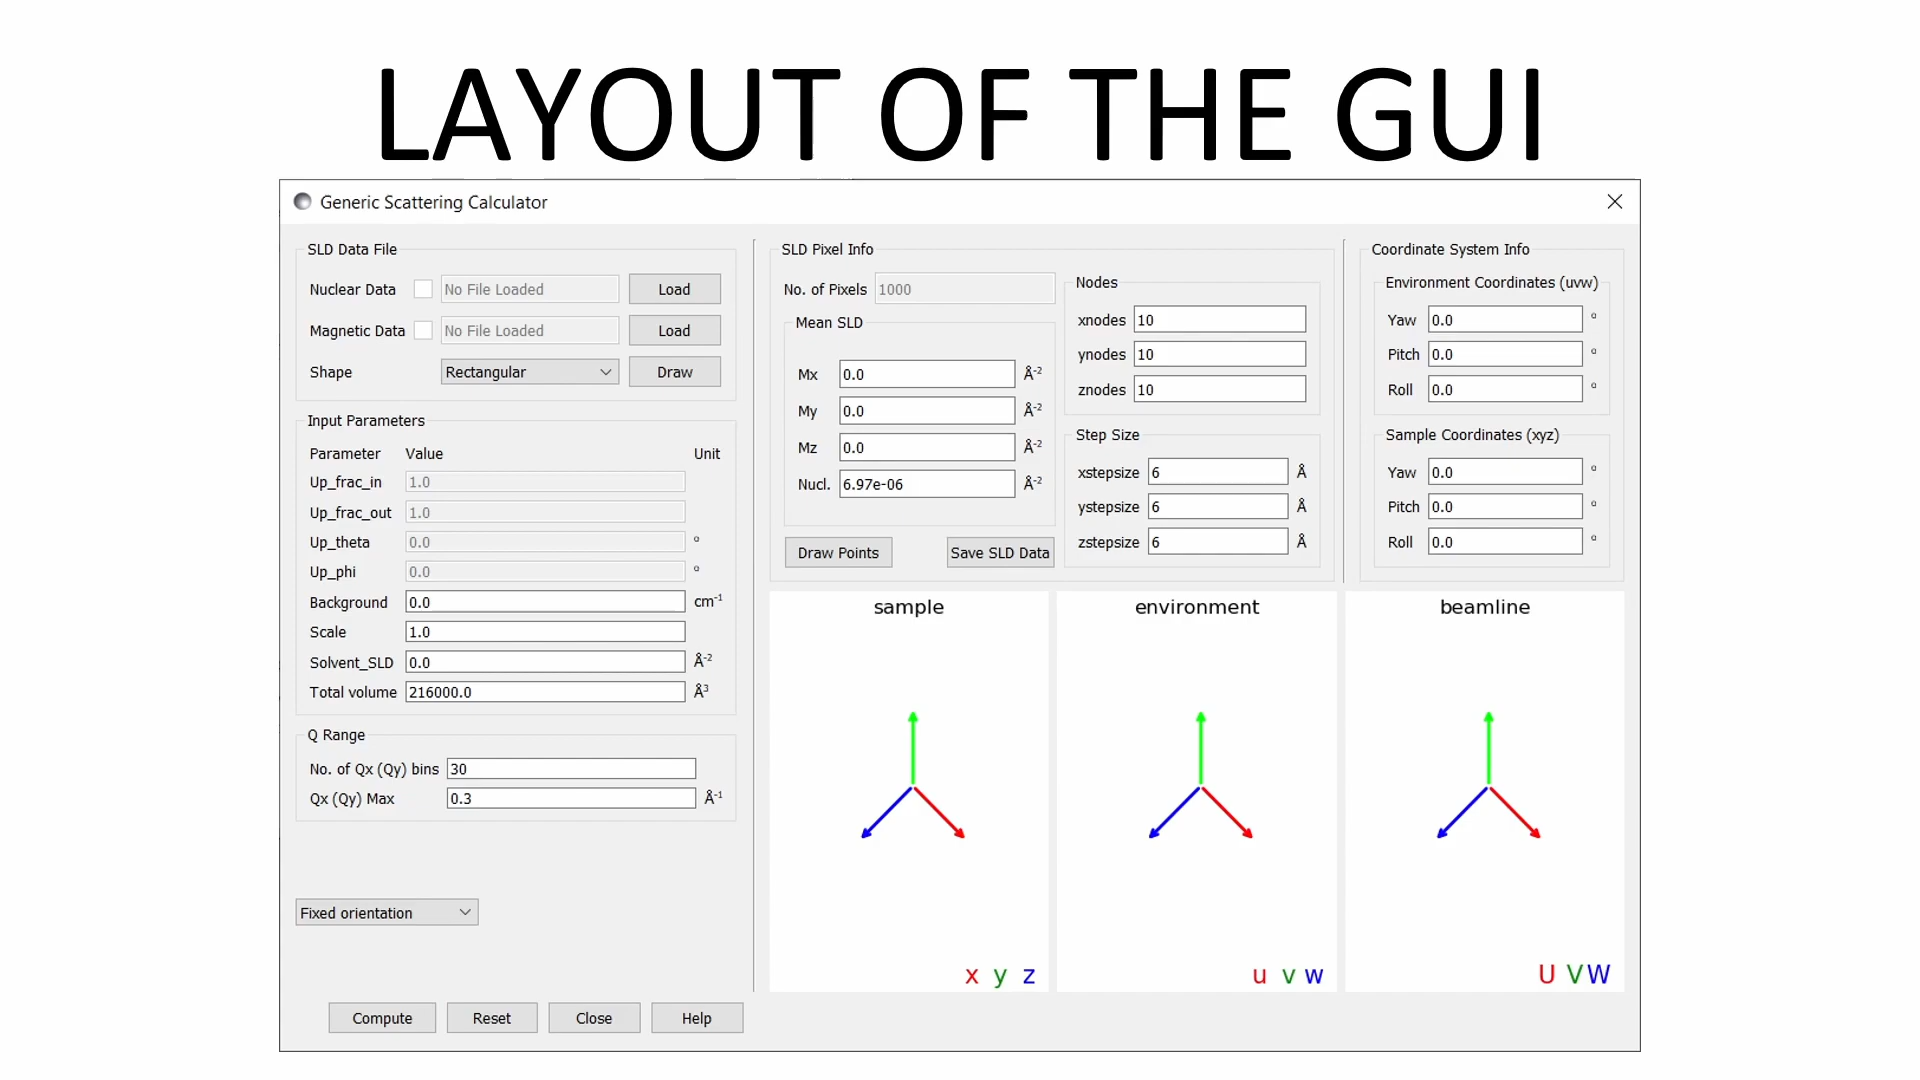 LAYOUT OF THE GUI
Generic Scattering Calculator
SLD Data File
Nuclear Data No File Loaded Load
Magnetic Data No File Loaded Load
Shape Rectangular Draw
Input Parameters
Parameter Value Unit
Up_frac_in 1.0
Up_frac_out 1.0
Up_theta 0.0 º
Up_phi 0.0 º
Background 0.0 cm⁻¹
Scale 1.0
Solvent_SLD 0.0 Å⁻²
Total volume 216000.0 Å³
Q Range
No. of Qx (Qy) bins 30
Qx (Qy) Max 0.3 Å⁻¹
Fixed orientation
Compute Reset Close Help
SLD Pixel Info
No. of Pixels 1000
Mean SLD
Mx 0.0 Å⁻²
My 0.0 Å⁻²
Mz 0.0 Å⁻²
Nucl. 6.97e-06 Å⁻²
Draw Points Save SLD Data
Nodes
xnodes 10
ynodes 10
znodes 10
Step Size
xstepsize 6 Å
ystepsize 6 Å
zstepsize 6 Å
Coordinate System Info
Environment Coordinates (uvw)
Yaw 0.0 º
Pitch 0.0 º
Roll 0.0 º
Sample Coordinates (xyz)
Yaw 0.0 º
Pitch 0.0 º
Roll 0.0 º
sample
x y z
environment
u v w
beamline
U V W